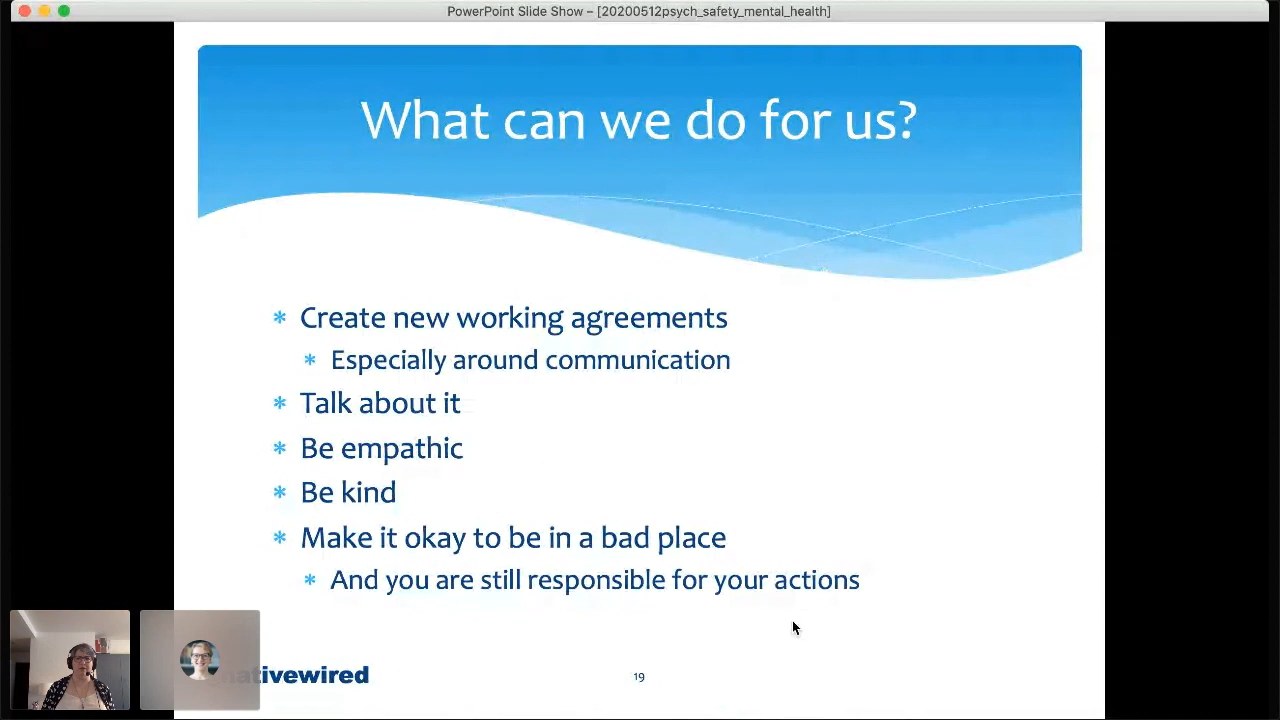 PowerPoint Slide Show – [20200512psych_safety_mental_health]
What can we do for us?
* Create new working agreements
* Especially around communication
* Talk about it
* Be empathic
* Be kind
* Make it okay to be in a bad place
* And you are still responsible for your actions
nativewired
19